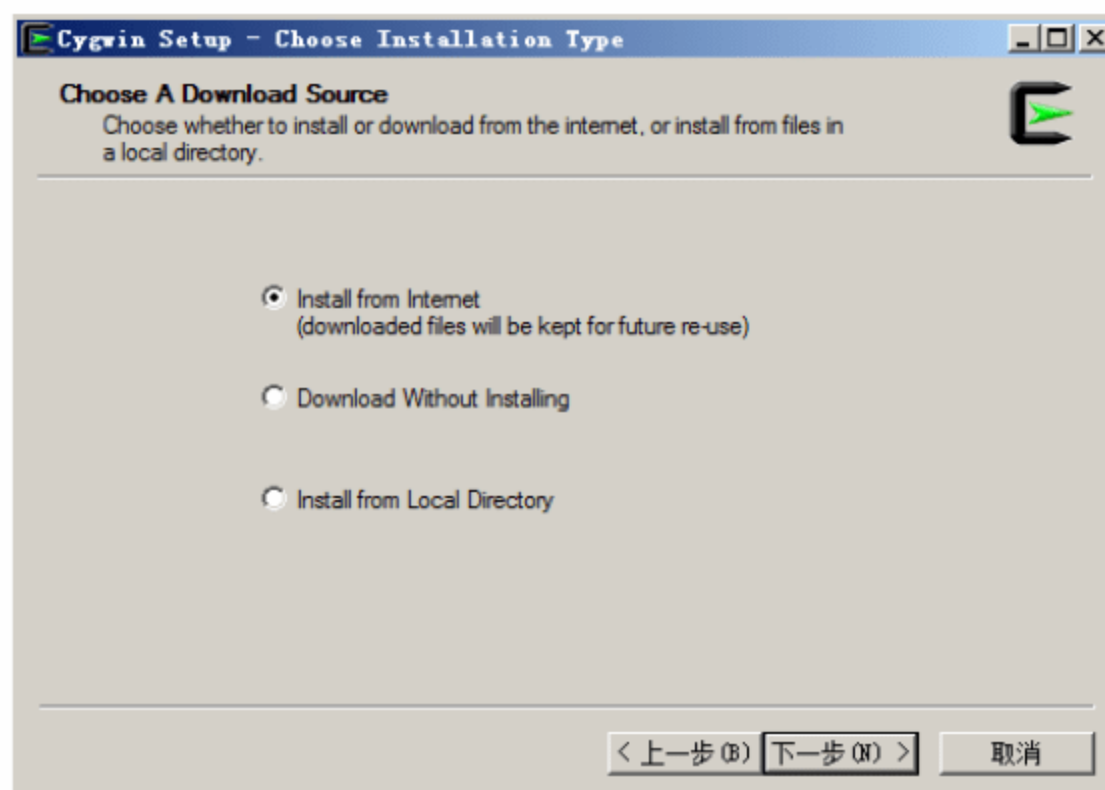 Cygwin Setup - Choose Installation Type
Choose A Download Source
Choose whether to install or download from the internet, or install from files in
a local directory.
Install from Internet
(downloaded files will be kept for future re-use)
Download Without Installing
Install from Local Directory
< 上一步(B) 下一步(N) > 取消